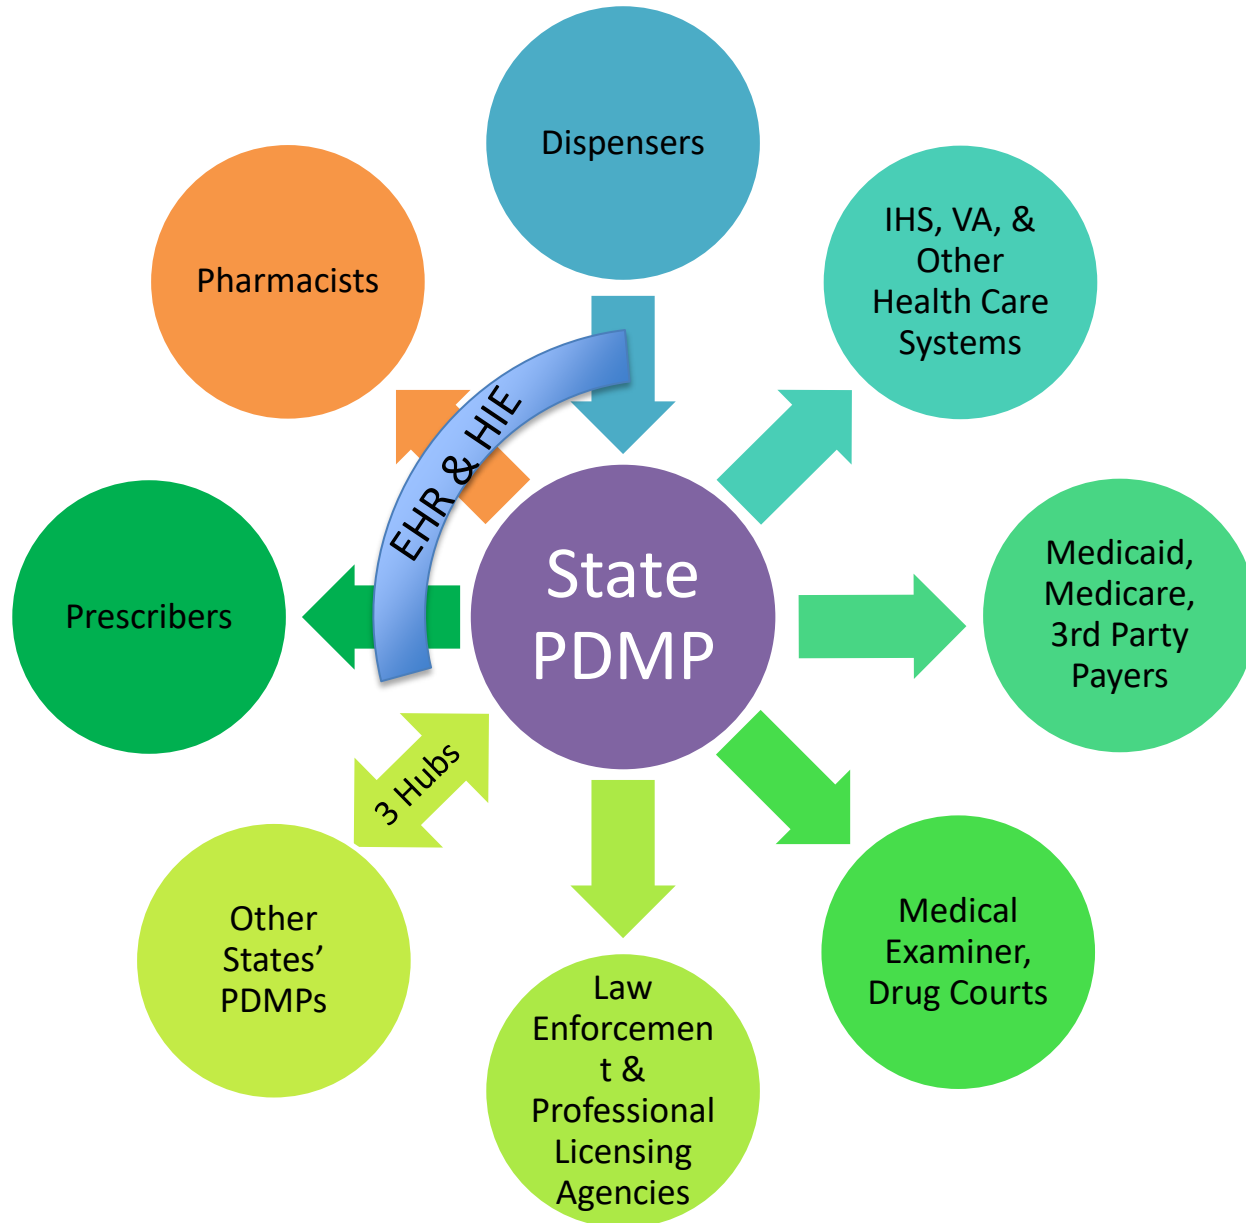 Dispensers
IHS, VA, &
Other
Health Care
Systems
Pharmacists
EHR & HIE
State
PDMP
Medicaid,
Medicare,
3rd Party
Payers
Prescribers
3 Hubs
Other
States’
PDMPs
Medical
Examiner,
Drug Courts
Law
Enforcemen
t &
Professional
Licensing
Agencies